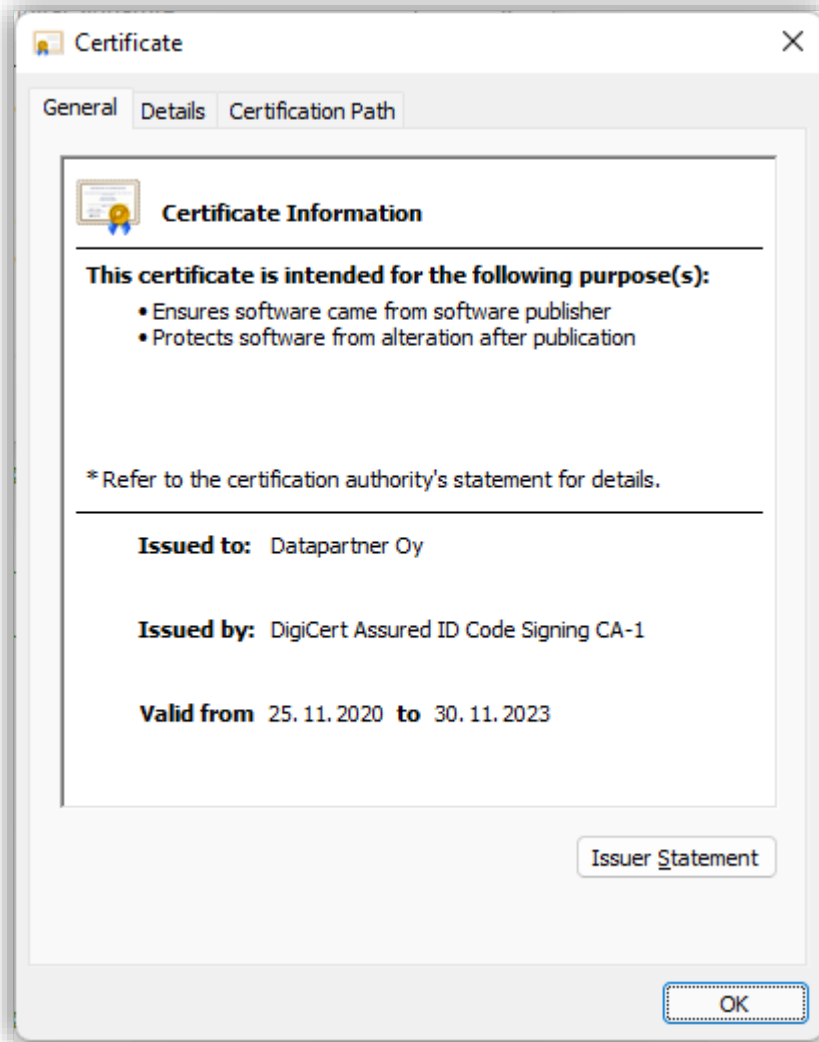 Certificate
General Details Certification Path
Certificate Information
This certificate is intended for the following purpose(s):
• Ensures software came from software publisher
• Protects software from alteration after publication
* Refer to the certification authority's statement for details.
Issued to: Datapartner Oy
Issued by: DigiCert Assured ID Code Signing CA-1
Valid from 25.11.2020 to 30.11.2023
Issuer Statement
OK